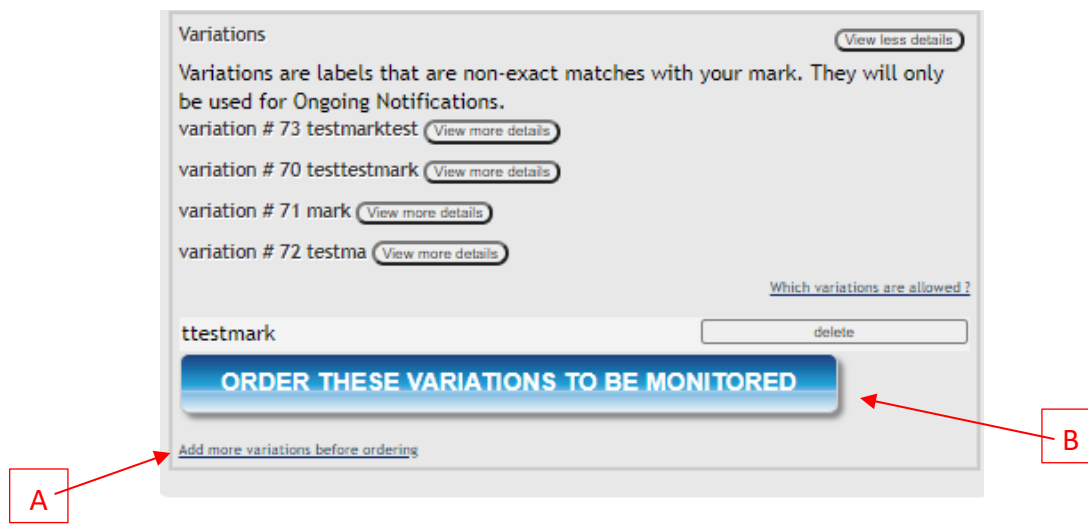 Variations
View less details
Variations are labels that are non-exact matches with your mark. They will only
be used for Ongoing Notifications.
variation # 73 testmarktest View more details
variation # 70 testtestmark View more details
variation # 71 mark View more details
variation # 72 testma View more details
Which variations are allowed ?
ttestmark delete
ORDER THESE VARIATIONS TO BE MONITORED
B
Add more variations before ordering
A